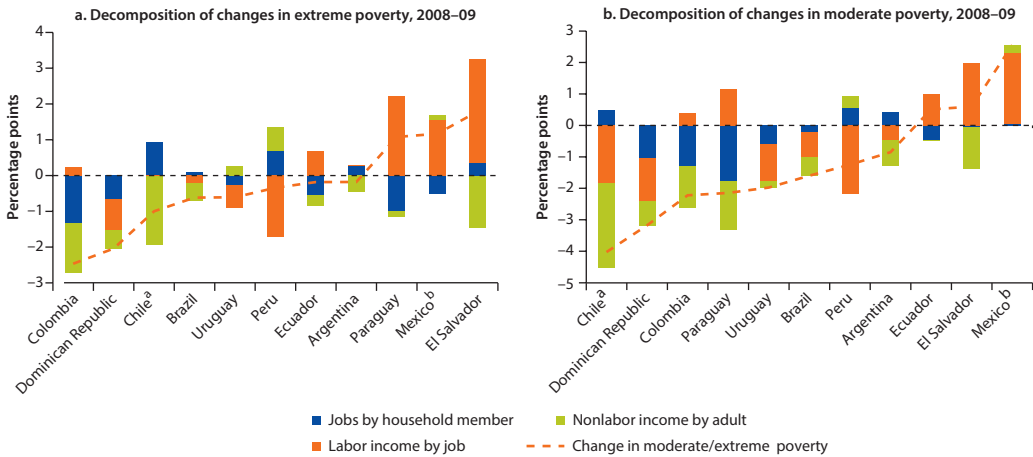 a. Decomposition of changes in extreme poverty, 2008–09
Percentage points
4
3
2
1
0
–1
–2
–3
Colombia
Dominican Republic
Chileᵃ
Brazil
Uruguay
Peru
Ecuador
Argentina
Paraguay
Mexicoᵇ
El Salvador
b. Decomposition of changes in moderate poverty, 2008–09
Percentage points
3
2
1
0
–1
–2
–3
–4
–5
Chileᵃ
Dominican Republic
Colombia
Paraguay
Uruguay
Brazil
Peru
Argentina
Ecuador
El Salvador
Mexicoᵇ
Jobs by household member
Nonlabor income by adult
Labor income by job
Change in moderate/extreme poverty